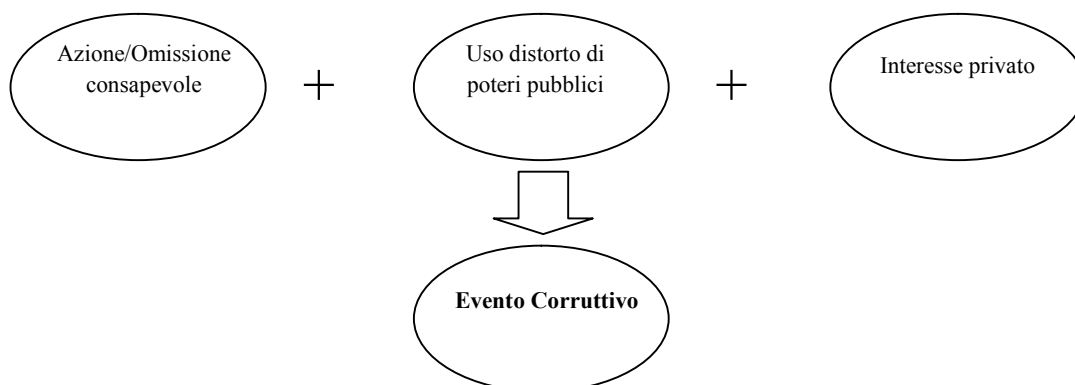 Azione/Omissione
consapevole
+
Uso distorto di
poteri pubblici
+
Interesse privato
Evento Corruttivo